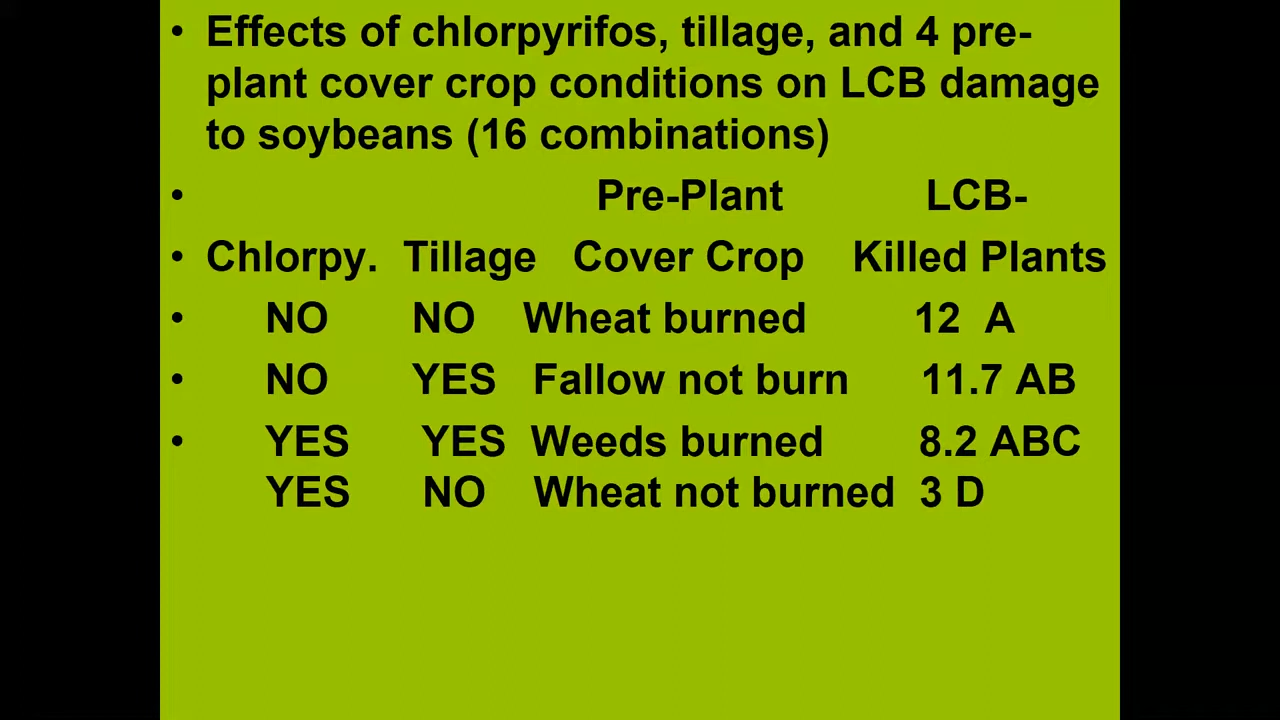 • Effects of chlorpyrifos, tillage, and 4 pre-
plant cover crop conditions on LCB damage
to soybeans (16 combinations)
• Pre-Plant LCB-
• Chlorpy. Tillage Cover Crop Killed Plants
• NO NO Wheat burned 12 A
• NO YES Fallow not burn 11.7 AB
• YES YES Weeds burned 8.2 ABC
YES NO Wheat not burned 3 D